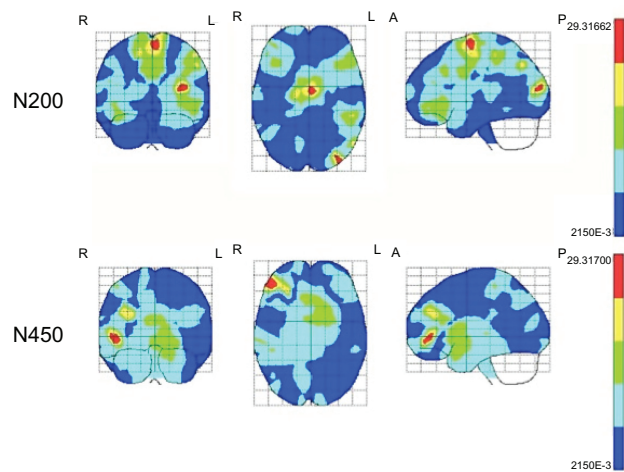 R L R L A P 29.31662
N200
2150E-3
R L R L A P 29.31700
N450
2150E-3